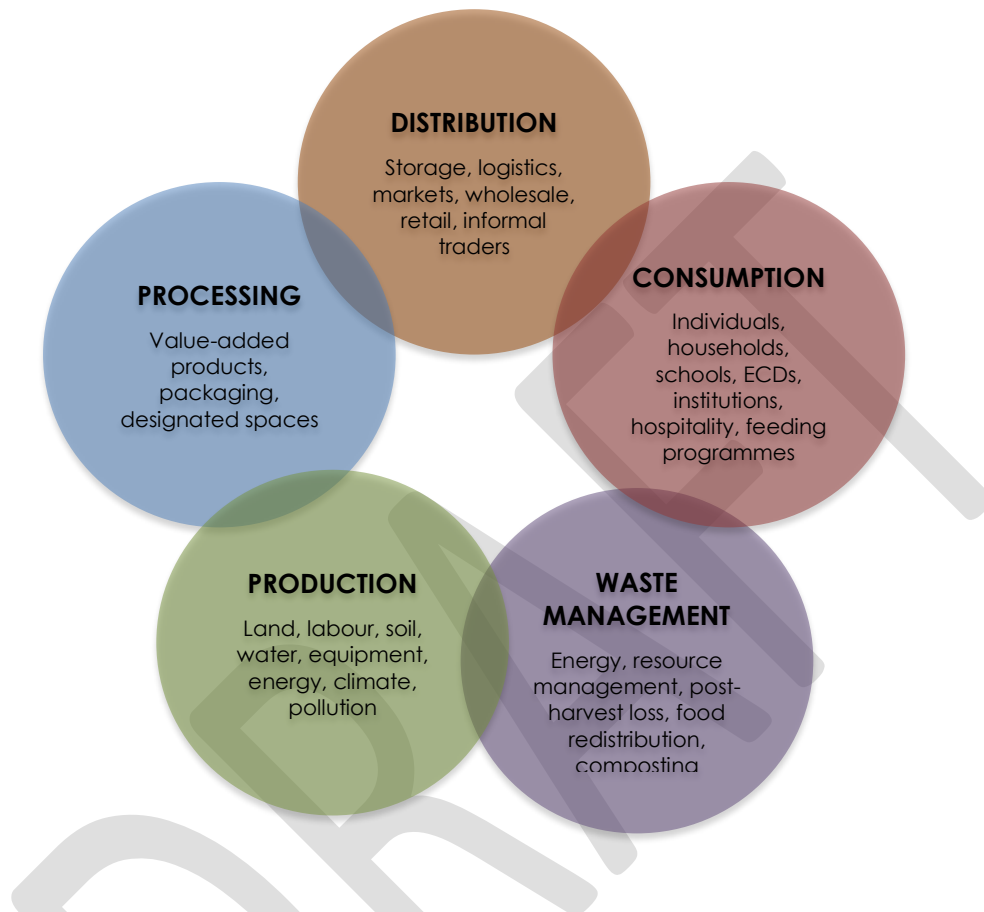 DISTRIBUTION
Storage, logistics,
markets, wholesale,
retail, informal
traders
CONSUMPTION
Individuals,
households,
schools, ECDs,
institutions,
hospitality, feeding
programmes
WASTE
MANAGEMENT
Energy, resource
management, post-
harvest loss, food
redistribution,
composting
PRODUCTION
Land, labour, soil,
water, equipment,
energy, climate,
pollution
PROCESSING
Value-added
products,
packaging,
designated spaces
DRAFT